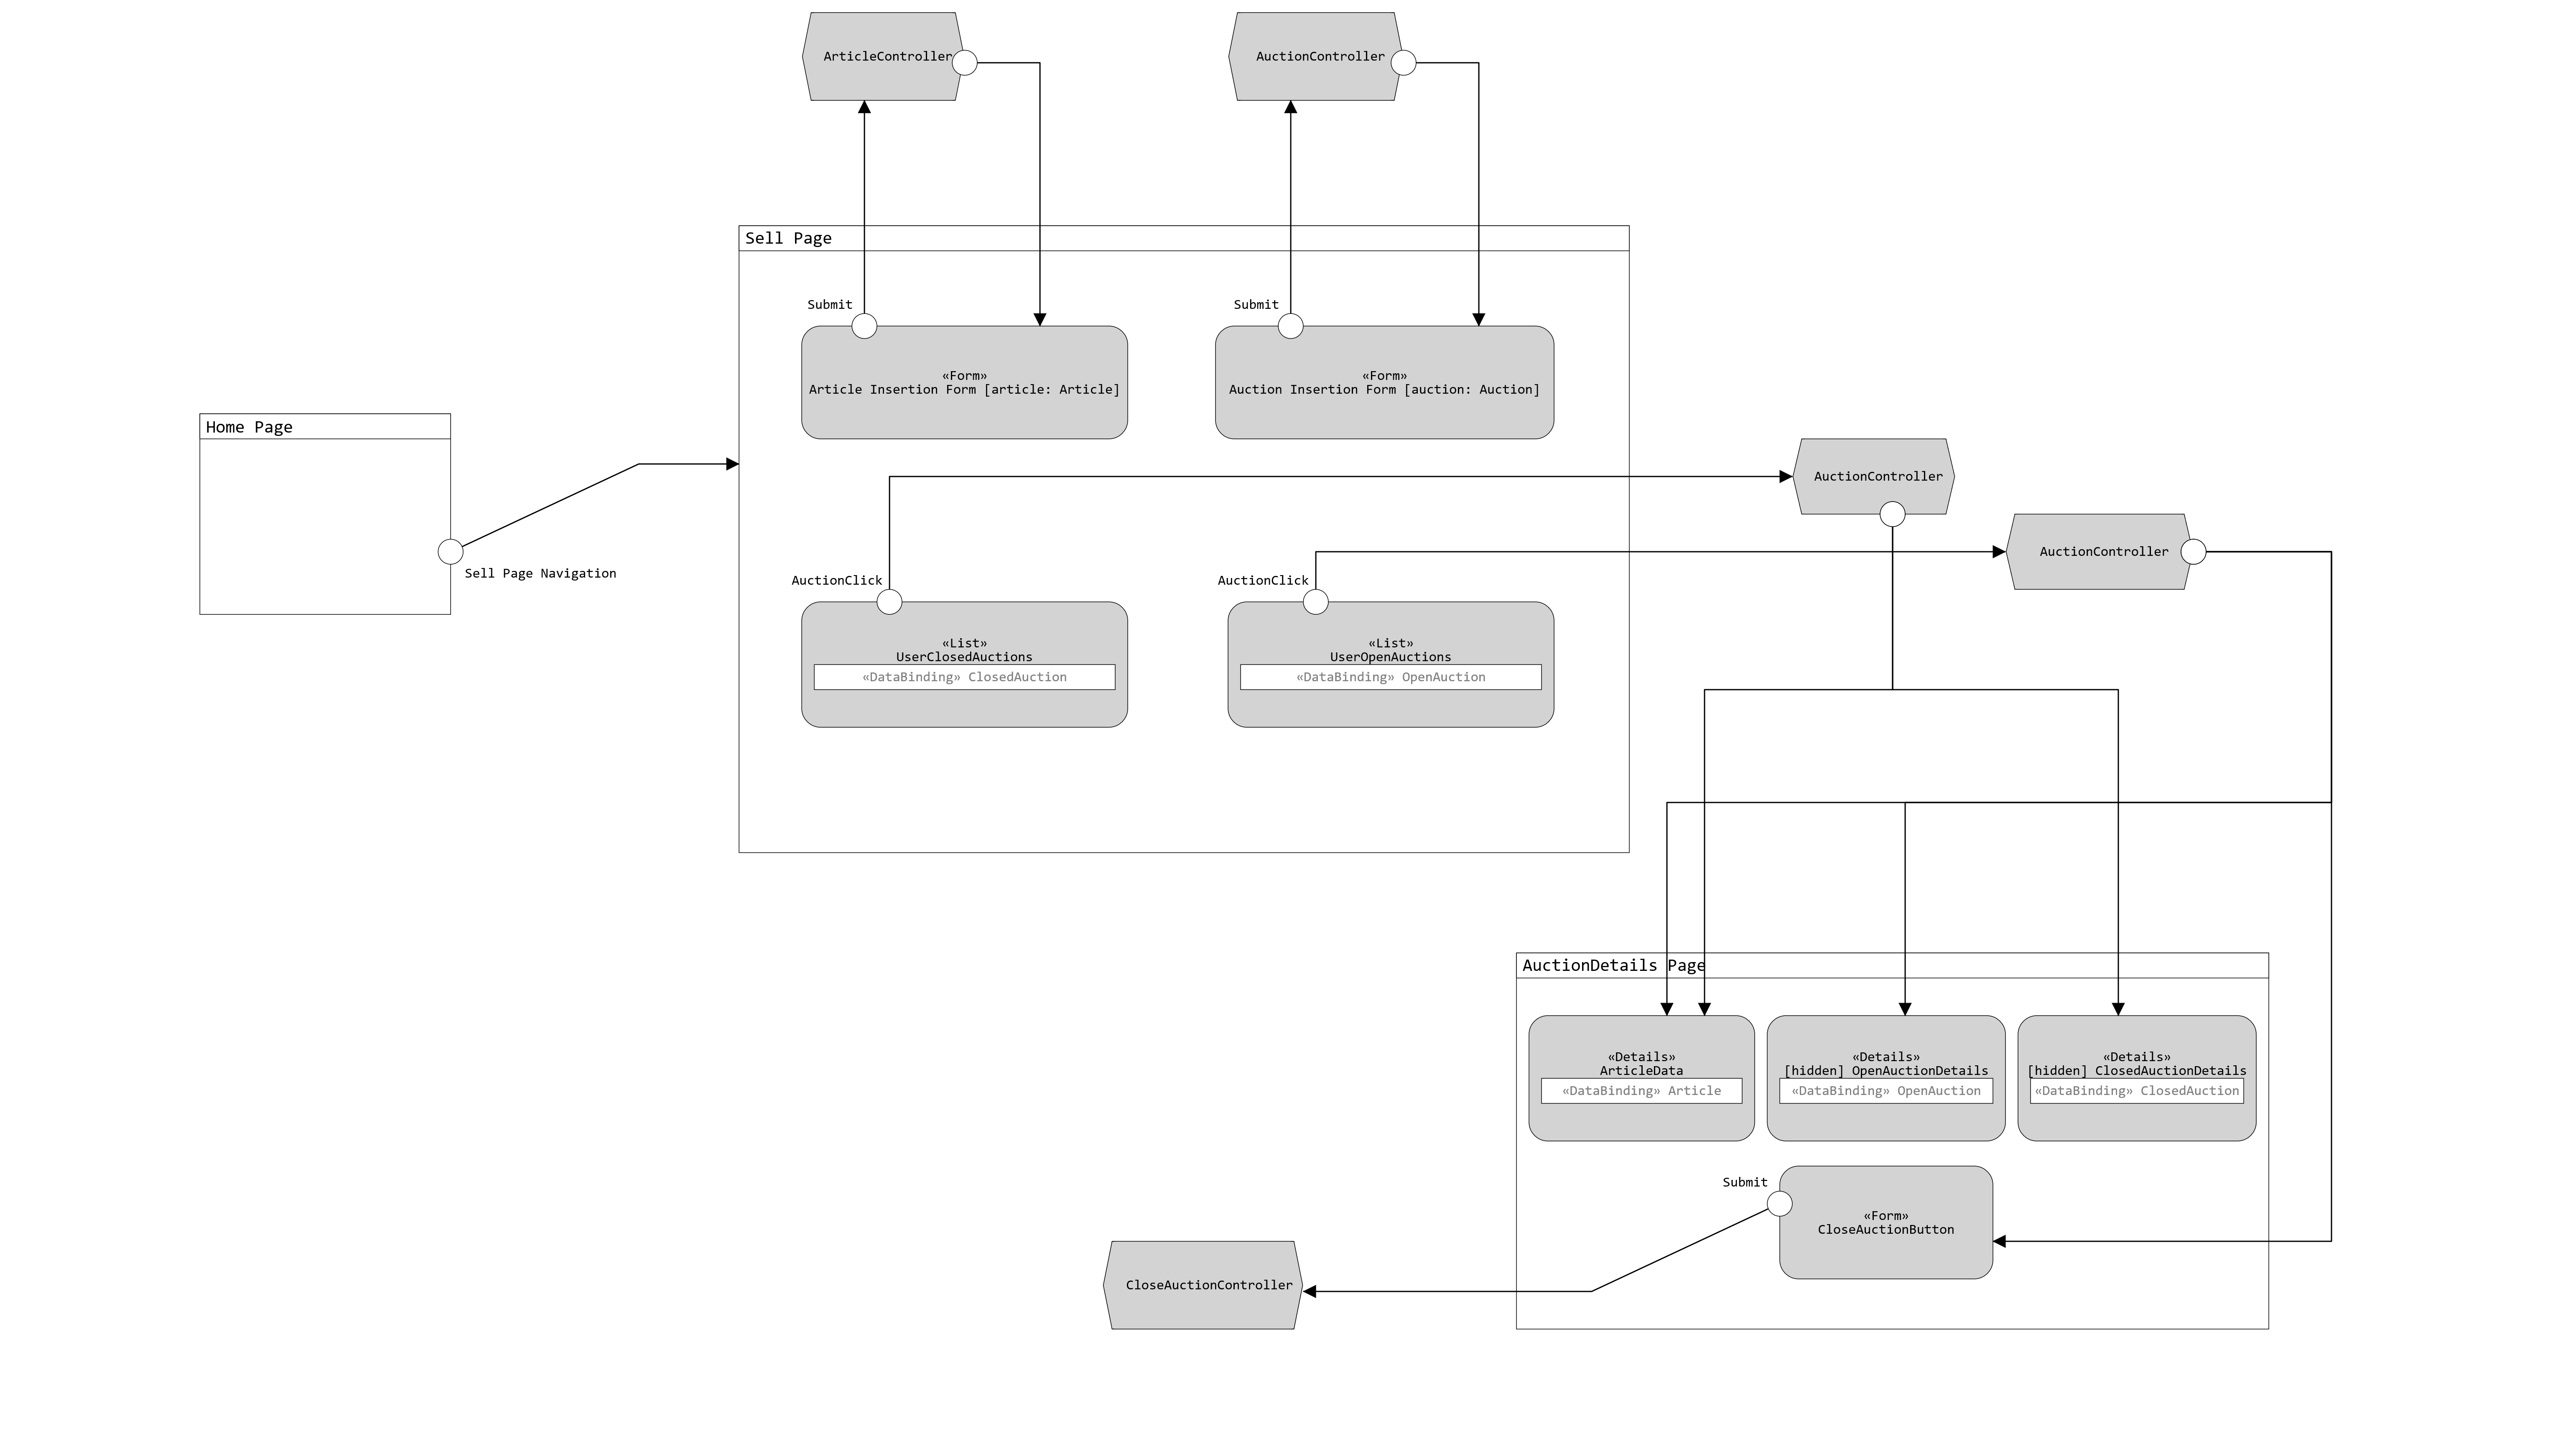 ArticleController
AuctionController
Sell Page
Submit
Submit
«Form»
Article Insertion Form [article: Article]
«Form»
Auction Insertion Form [auction: Auction]
Home Page
Sell Page Navigation
AuctionController
AuctionController
AuctionClick
AuctionClick
«List»
UserClosedAuctions
«DataBinding» ClosedAuction
«List»
UserOpenAuctions
«DataBinding» OpenAuction
AuctionDetails Page
«Details»
ArticleData
«DataBinding» Article
«Details»
[hidden] OpenAuctionDetails
«DataBinding» OpenAuction
«Details»
[hidden] ClosedAuctionDetails
«DataBinding» ClosedAuction
Submit
«Form»
CloseAuctionButton
CloseAuctionController